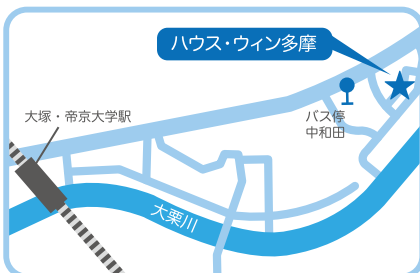 ハウス・ウィン多摩
大塚・帝京大学駅
バス停
中和田
大栗川